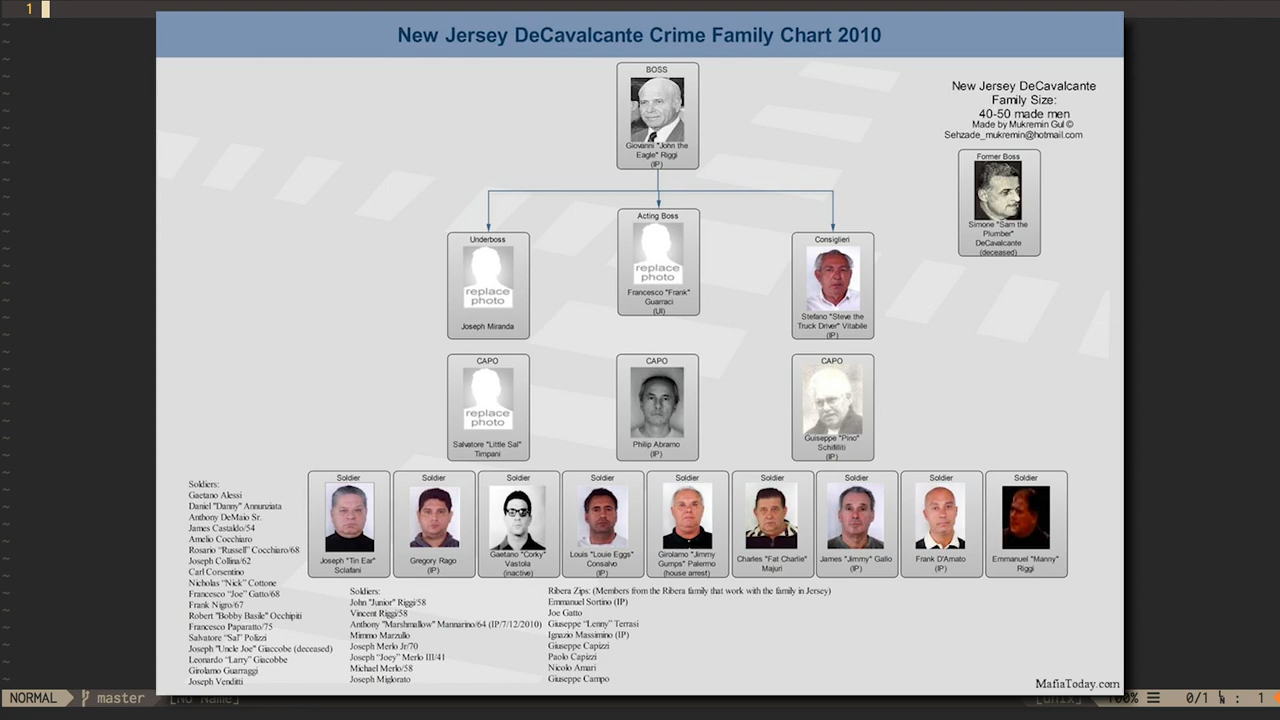 1
New Jersey DeCavalcante Crime Family Chart 2010
BOSS
Giovanni "John the
Eagle" Riggi
(IP)
New Jersey DeCavalcante
Family Size:
40-50 made men
Made by Mukremin Gul ©
Sehzade_mukremin@hotmail.com
Former Boss
Simone "Sam the
Plumber"
DeCavalcante
(deceased)
Underboss
replace
photo
Joseph Miranda
Acting Boss
replace
photo
Francesco "Frank"
Guarraci
(UI)
Consiglieri
Stefano "Steve the
Truck Driver" Vitabile
(IP)
CAPO
replace
photo
Salvatore "Little Sal"
Timpani
CAPO
Philip Abramo
(IP)
CAPO
Guiseppe "Pino"
Schifilliti
(IP)
Soldier
Joseph "Tin Ear"
Sclafani
Soldier
Gregory Rago
(IP)
Soldier
Gaetano "Corky"
Vastola
(inactive)
Soldier
Louis "Louie Eggs"
Consalvo
(IP)
Soldier
Girolamo "Jimmy
Gumps" Palermo
(house arrest)
Soldier
Charles "Fat Charlie"
Majuri
Soldier
James "Jimmy" Gallo
(IP)
Soldier
Frank D'Amato
(IP)
Soldier
Emmanuel "Manny"
Riggi
Soldiers:
Gaetano Alessi
Daniel "Danny" Annunziata
Anthony DeMaio Sr.
James Castaldo/54
Amelio Cocchiaro
Rosario "Russell" Cocchiaro/68
Joseph Collina/62
Carl Corsentino
Nicholas "Nick" Cottone
Francesco "Joe" Gatto/68
Frank Nigro/67
Robert "Bobby Basile" Occhipiti
Francesco Paparatto/75
Salvatore "Sal" Polizzi
Joseph "Uncle Joe" Giaccobe (deceased)
Leonardo "Larry" Giacobbe
Girolamo Guarraggi
Joseph Venditti
Soldiers:
John "Junior" Riggi/58
Vincent Riggi/58
Anthony "Marshmallow" Mannarino/64 (IP/7/12/2010)
Mimmo Marzullo
Joseph Merlo Jr/70
Joseph "Joey" Merlo III/41
Michael Merlo/58
Joseph Miglorato
Ribera Zips: (Members from the Ribera family that work with the family in Jersey)
Emmanuel Sortino (IP)
Joe Gatto
Giuseppe "Lenny" Terrasi
Ignazio Massimino (IP)
Giuseppe Capizzi
Paolo Capizzi
Nicolo Amari
Giuseppe Campo
MafiaToday.com
NORMAL master [No Name] [unix] 100% 0/1 : 1